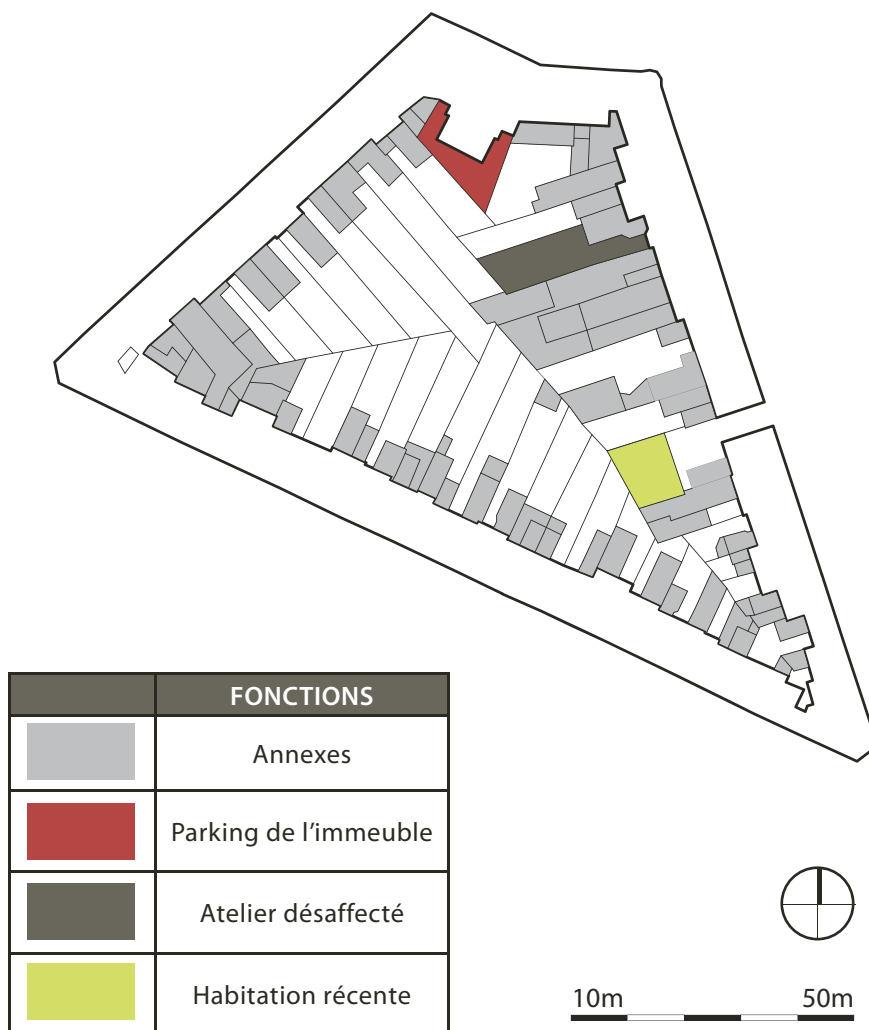 FONCTIONS
Annexes
Parking de l'immeuble
Atelier désaffecté
Habitation récente
10m 50m